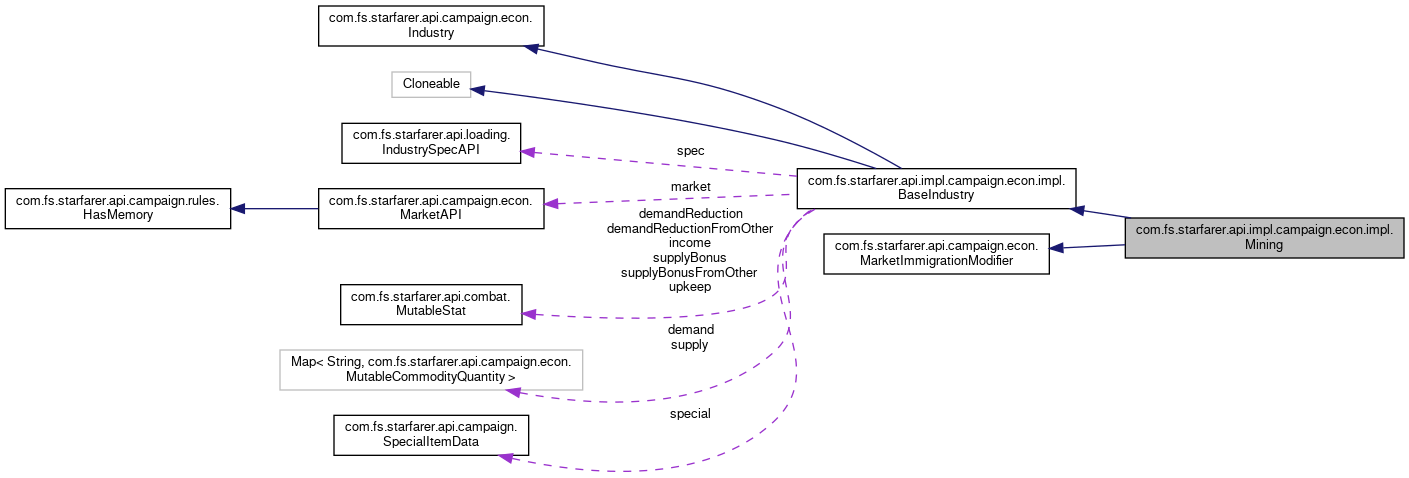 com.fs.starfarer.api.campaign.econ.
Industry
Cloneable
com.fs.starfarer.api.loading.
IndustrySpecAPI
spec
com.fs.starfarer.api.impl.campaign.econ.impl.
BaseIndustry
com.fs.starfarer.api.campaign.rules.
HasMemory
com.fs.starfarer.api.campaign.econ.
MarketAPI
market
com.fs.starfarer.api.impl.campaign.econ.impl.
Mining
com.fs.starfarer.api.campaign.econ.
MarketImmigrationModifier
demandReduction
demandReductionFromOther
income
supplyBonus
supplyBonusFromOther
upkeep
com.fs.starfarer.api.combat.
MutableStat
demand
supply
Map< String, com.fs.starfarer.api.campaign.econ.
MutableCommodityQuantity >
special
com.fs.starfarer.api.campaign.
SpecialItemData